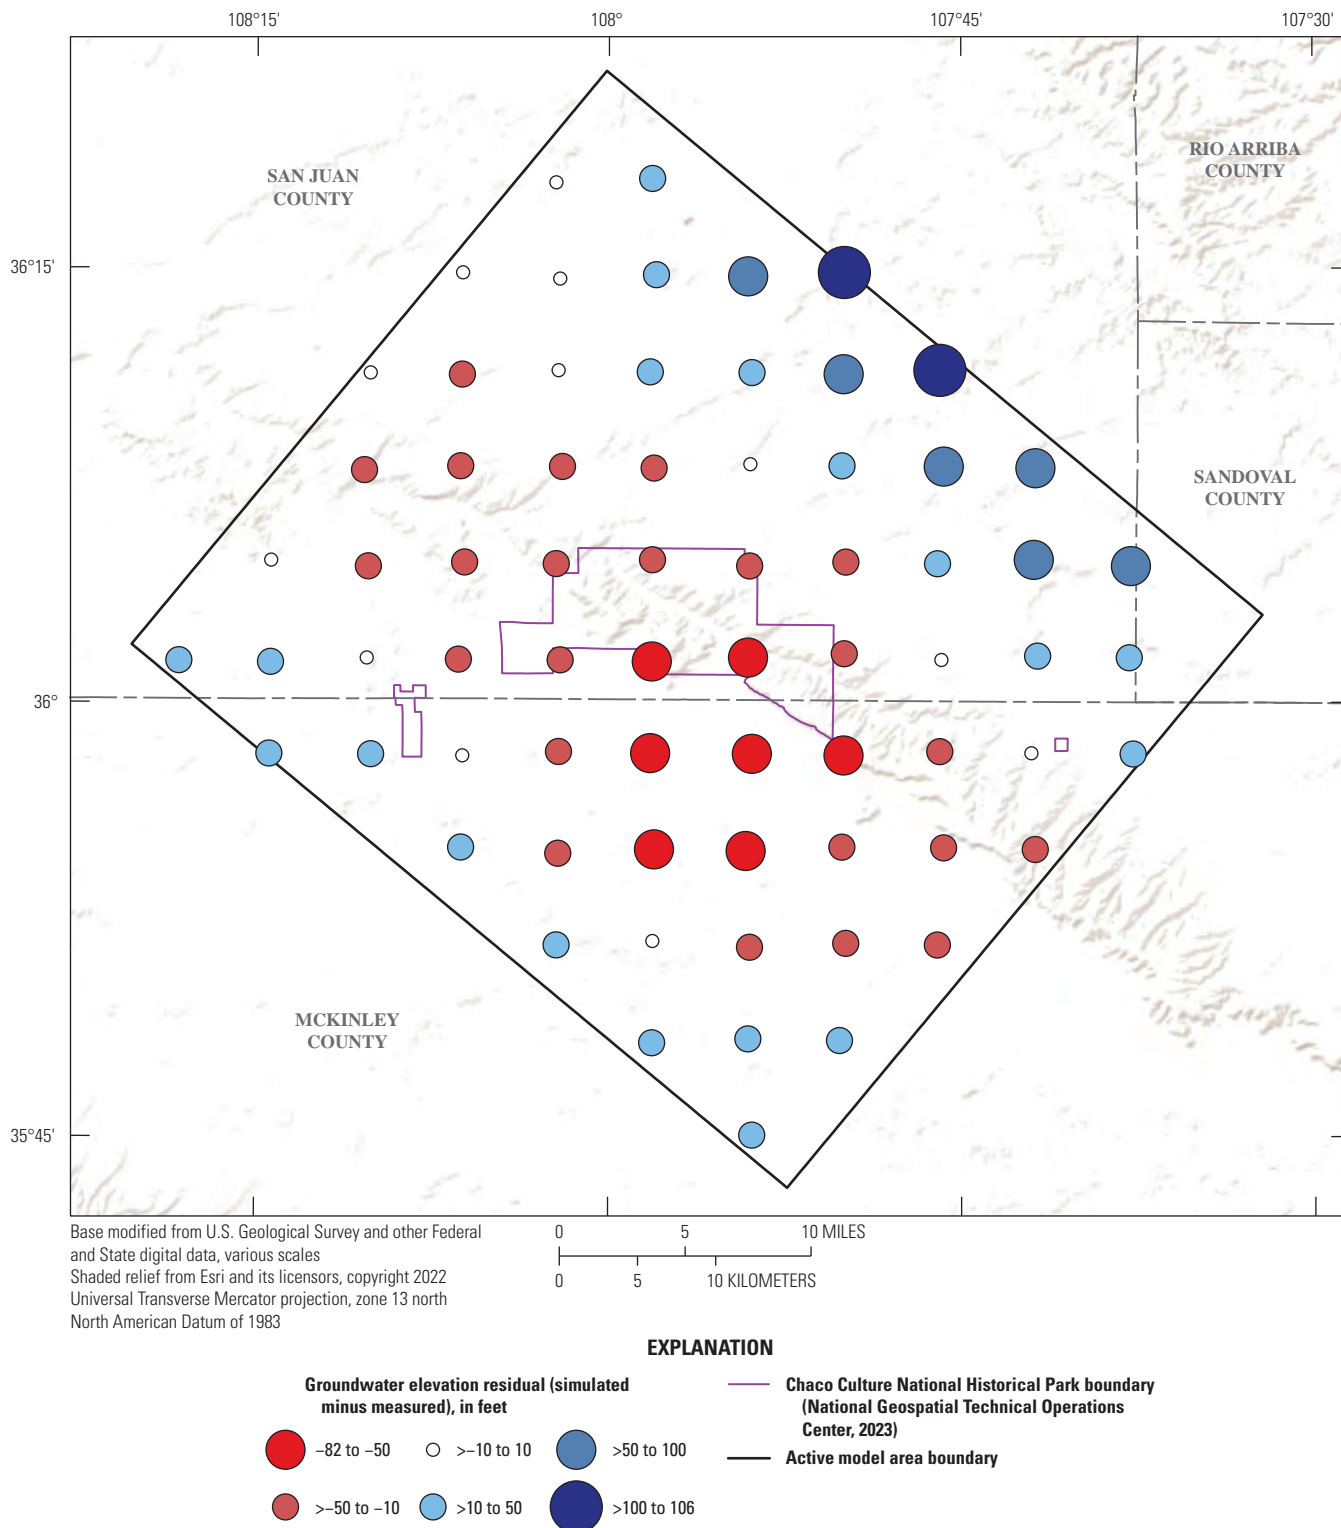 108°15' 108° 107°45' 107°30'
SAN JUAN
COUNTY
RIO ARRIBA
COUNTY
36°15'
SANDOVAL
COUNTY
36°
MCKINLEY
COUNTY
35°45'
Base modified from U.S. Geological Survey and other Federal
and State digital data, various scales
Shaded relief from Esri and its licensors, copyright 2022
Universal Transverse Mercator projection, zone 13 north
North American Datum of 1983
0 5 10 MILES
0 5 10 KILOMETERS
EXPLANATION
Groundwater elevation residual (simulated
minus measured), in feet
−82 to −50
>−50 to −10
>−10 to 10
>10 to 50
>50 to 100
>100 to 106
Chaco Culture National Historical Park boundary
(National Geospatial Technical Operations
Center, 2023)
Active model area boundary